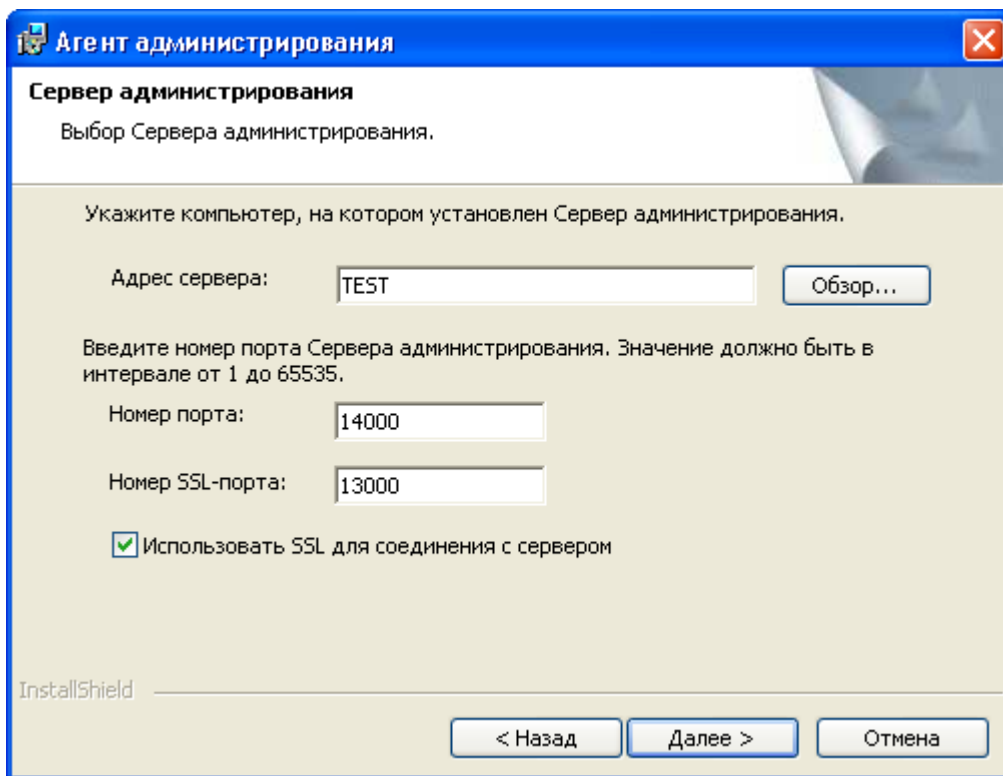 Агент администрирования
Сервер администрирования
Выбор Сервера администрирования.
Укажите компьютер, на котором установлен Сервер администрирования.
Адрес сервера:
TEST
Обзор...
Введите номер порта Сервера администрирования. Значение должно быть в
интервале от 1 до 65535.
Номер порта:
14000
Номер SSL-порта:
13000
Использовать SSL для соединения с сервером
InstallShield
< Назад
Далее >
Отмена